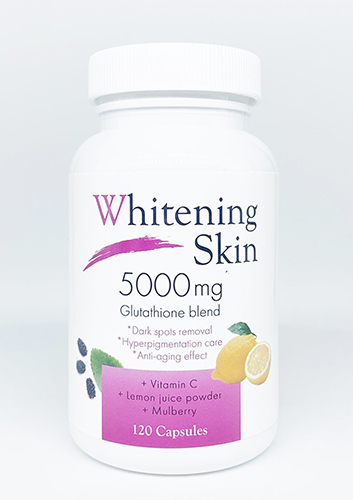 Whitening
Skin
5000mg
Glutathione blend
*Dark spots removal
*Hyperpigmentation care
*Anti-aging effect
+ Vitamin C
+ Lemon juice powder
+ Mulberry
120 Capsules